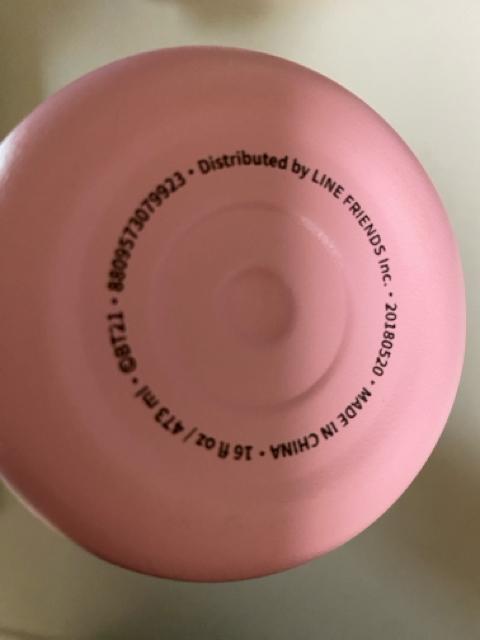 Distributed by LINE FRIENDS Inc. • 20180520 • MADE IN CHINA • 16 fl oz / 473 ml • ©BT21 • 8809573079923 •